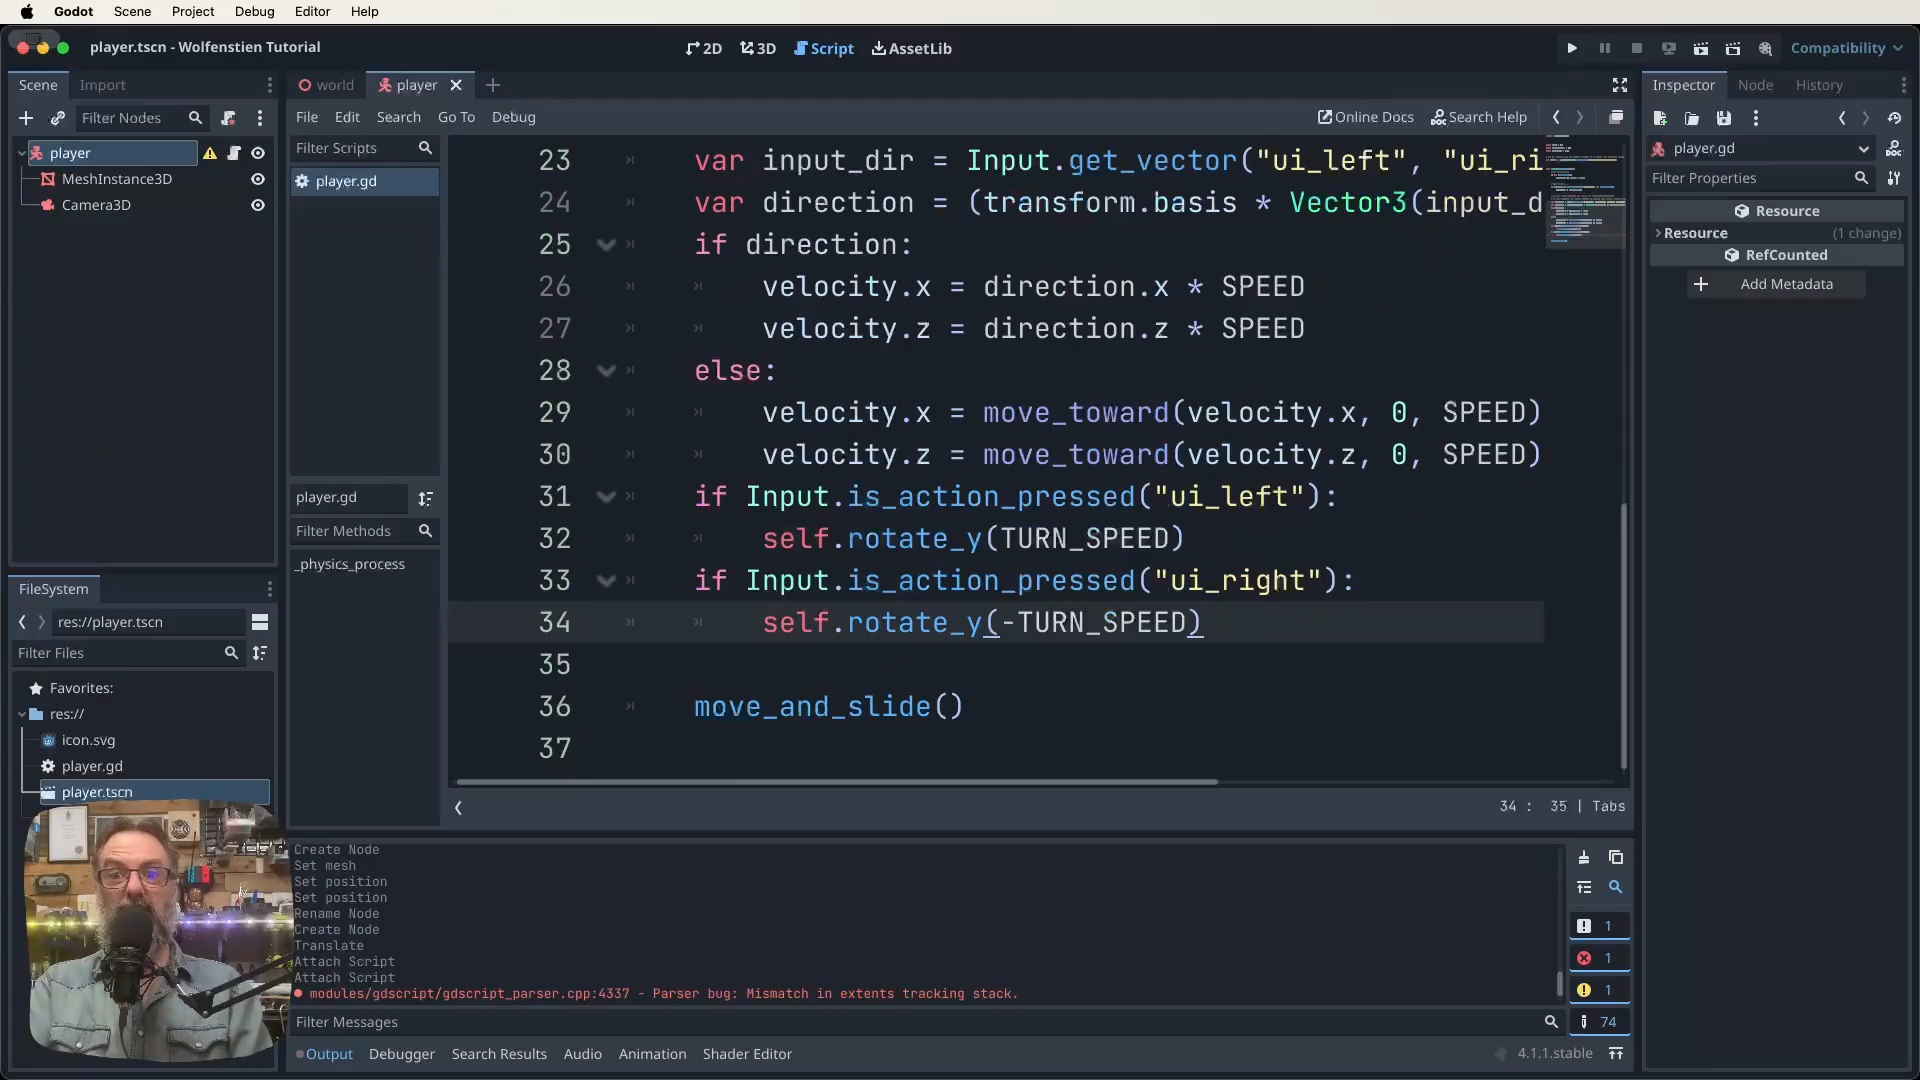 Godot Scene Project Debug Editor Help
player.tscn - Wolfenstien Tutorial
2D 3D Script AssetLib
Compatibility
Scene Import
Filter Nodes
player
MeshInstance3D
Camera3D
FileSystem
res://player.tscn
Filter Files
Favorites:
res://
icon.svg
player.gd
player.tscn
world player
File Edit Search Go To Debug
Online Docs Search Help
Filter Scripts
player.gd
player.gd
Filter Methods
_physics_process
23 var input_dir = Input.get_vector("ui_left", "ui_ri
24 var direction = (transform.basis * Vector3(input_d
25 if direction:
26 velocity.x = direction.x * SPEED
27 velocity.z = direction.z * SPEED
28 else:
29 velocity.x = move_toward(velocity.x, 0, SPEED)
30 velocity.z = move_toward(velocity.z, 0, SPEED)
31 if Input.is_action_pressed("ui_left"):
32 self.rotate_y(TURN_SPEED)
33 if Input.is_action_pressed("ui_right"):
34 self.rotate_y(-TURN_SPEED)
35
36 move_and_slide()
37
34 : 35 | Tabs
Create Node
Set mesh
Set position
Set position
Rename Node
Create Node
Translate
Attach Script
Attach Script
modules/gdscript/gdscript_parser.cpp:4337 - Parser bug: Mismatch in extents tracking stack.
Filter Messages
1
1
1
74
Output Debugger Search Results Audio Animation Shader Editor
4.1.1.stable
Inspector Node History
player.gd
Filter Properties
Resource
Resource (1 change)
RefCounted
Add Metadata